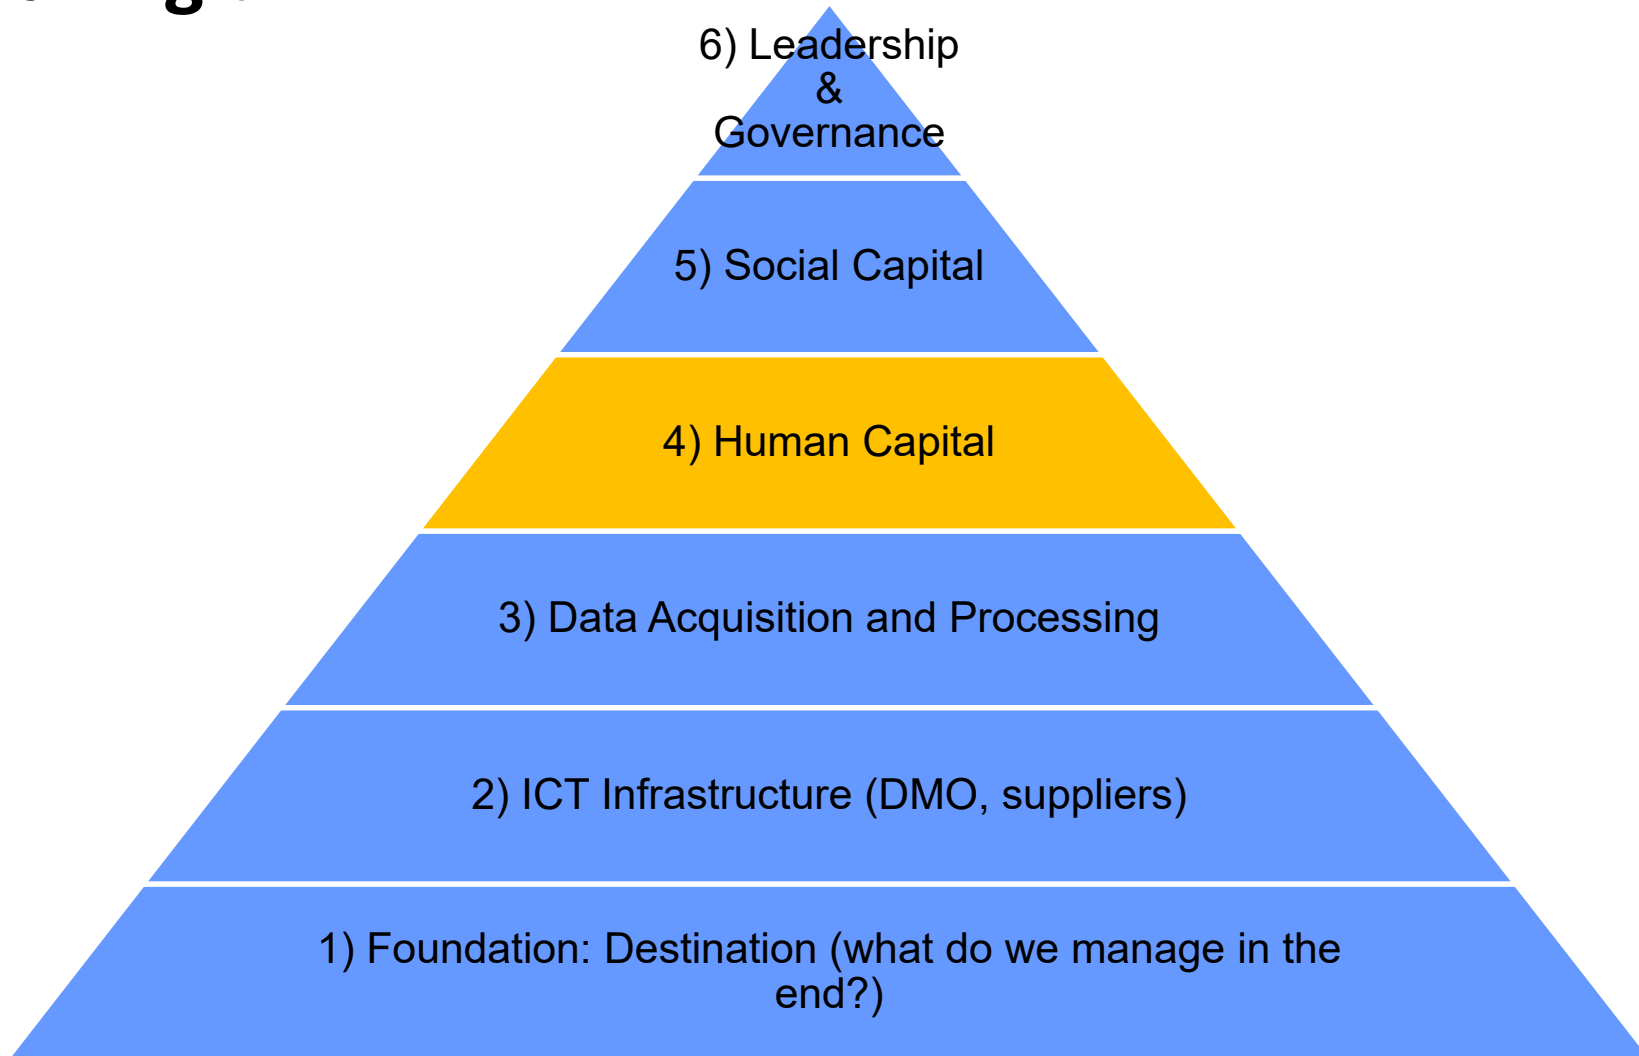 6) Leadership
&
Governance
5) Social Capital
4) Human Capital
3) Data Acquisition and Processing
2) ICT Infrastructure (DMO, suppliers)
1) Foundation: Destination (what do we manage in the
end?)